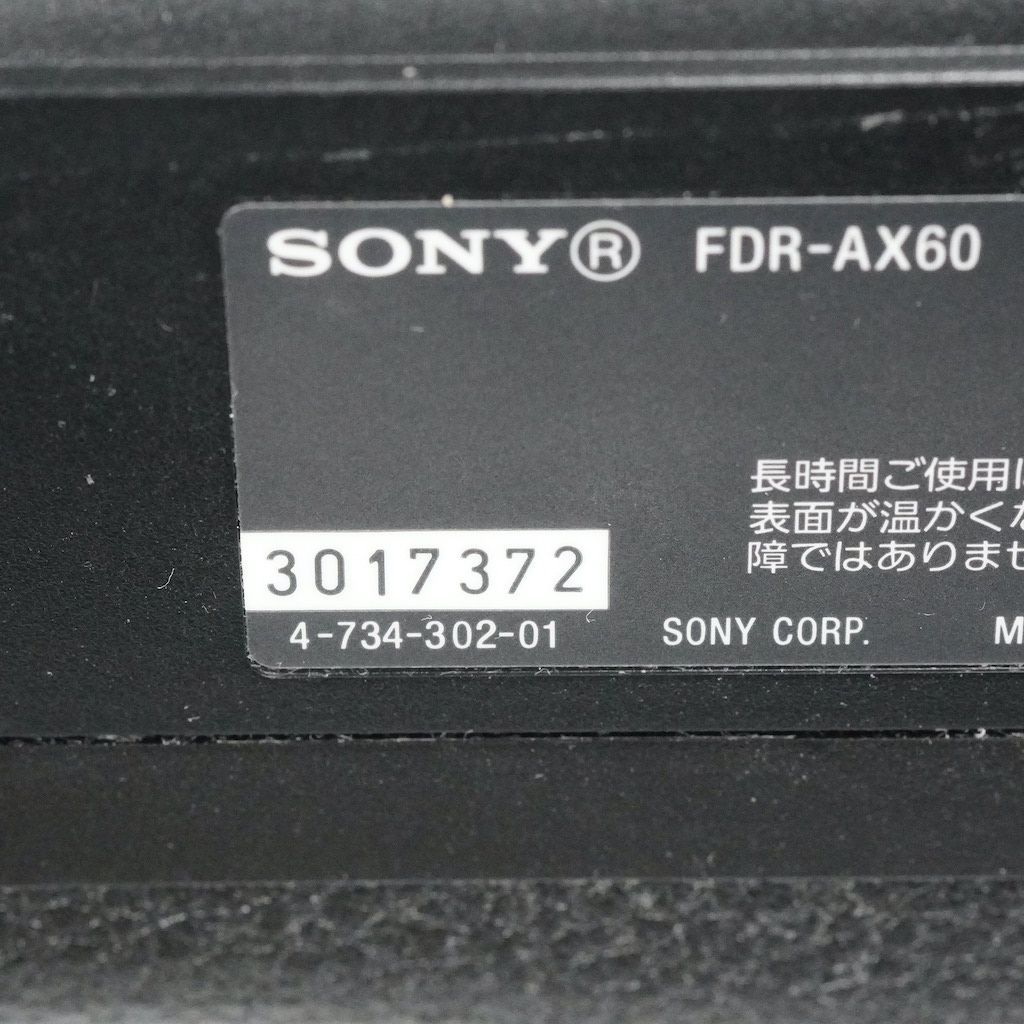 SONY® FDR-AX60
長時間ご使用に
表面が温かくな
障ではありませ
3017372
4-734-302-01 SONY CORP. M